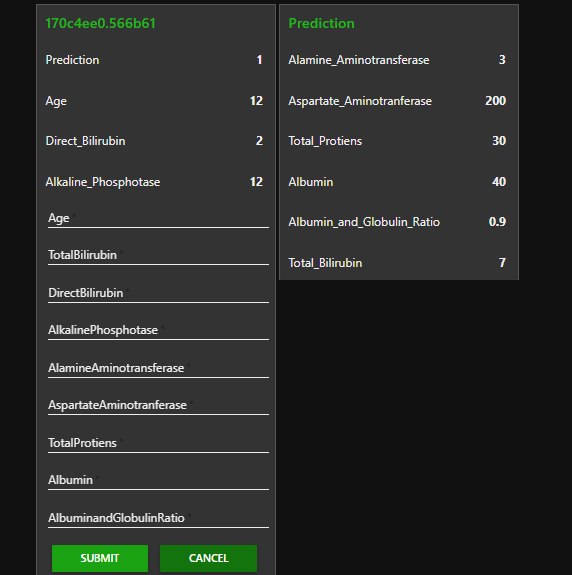 170c4ee0.566b61
Prediction 1
Age 12
Direct_Bilirubin 2
Alkaline_Phosphotase 12
Age *
TotalBilirubin *
DirectBilirubin *
AlkalinePhosphotase *
AlamineAminotransferase *
AspartateAminotranferase *
TotalProtiens *
Albumin *
AlbuminandGlobulinRatio *
SUBMIT CANCEL
Prediction
Alamine_Aminotransferase 3
Aspartate_Aminotranferase 200
Total_Protiens 30
Albumin 40
Albumin_and_Globulin_Ratio 0.9
Total_Bilirubin 7